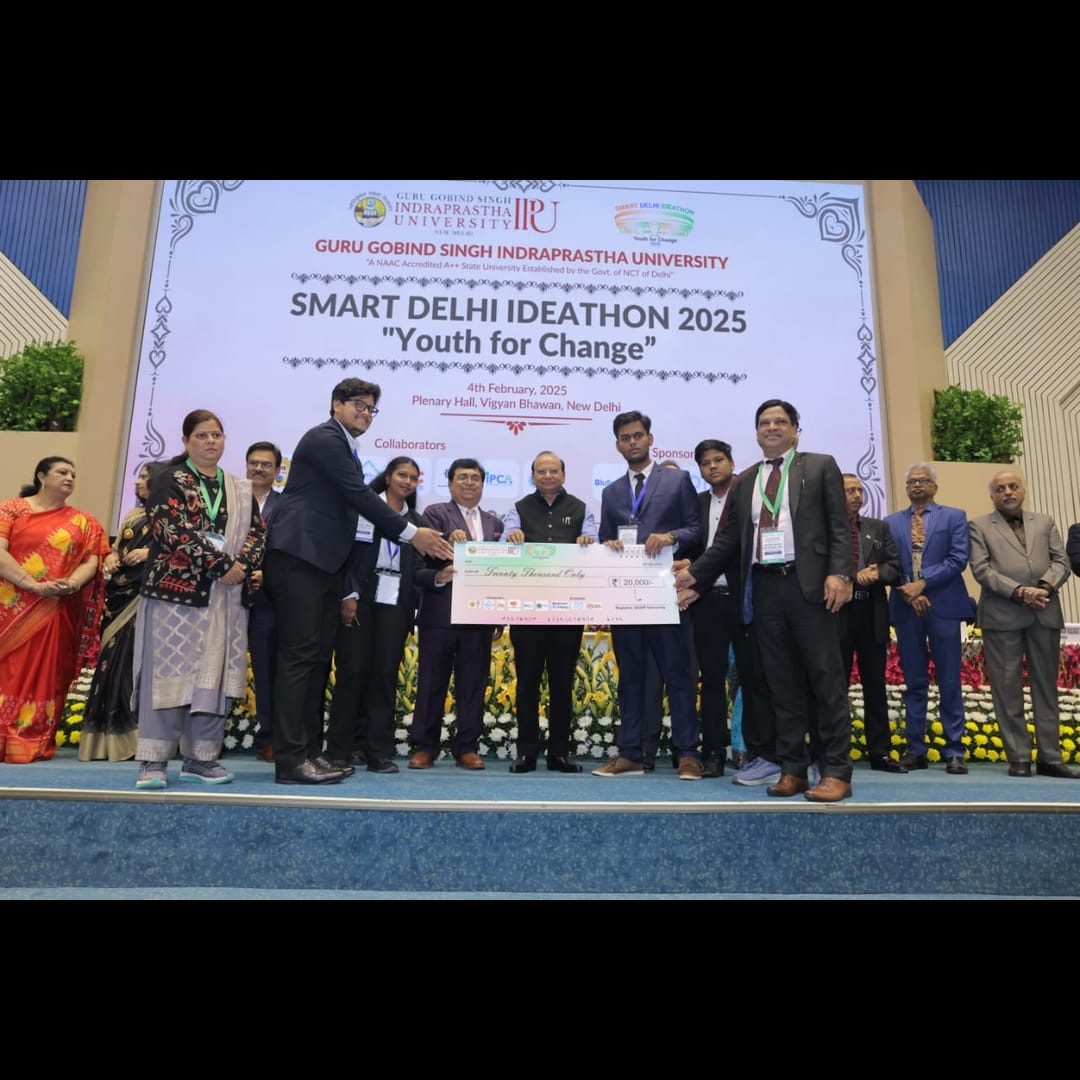 GURU GOBIND SINGH
INDRAPRASTHA
UNIVERSITY
NEW DELHI
IPU
SMART DELHI IDEATHON
Youth for Change
GURU GOBIND SINGH INDRAPRASTHA UNIVERSITY
"A NAAC Accredited A++ State University Established by the Govt. of NCT of Delhi"
SMART DELHI IDEATHON 2025
"Youth for Change”
4th February, 2025
Plenary Hall, Vigyan Bhawan, New Delhi
Collaborators
Sponso
iPCA
Twenty Thousand Only
₹ 20,000/-